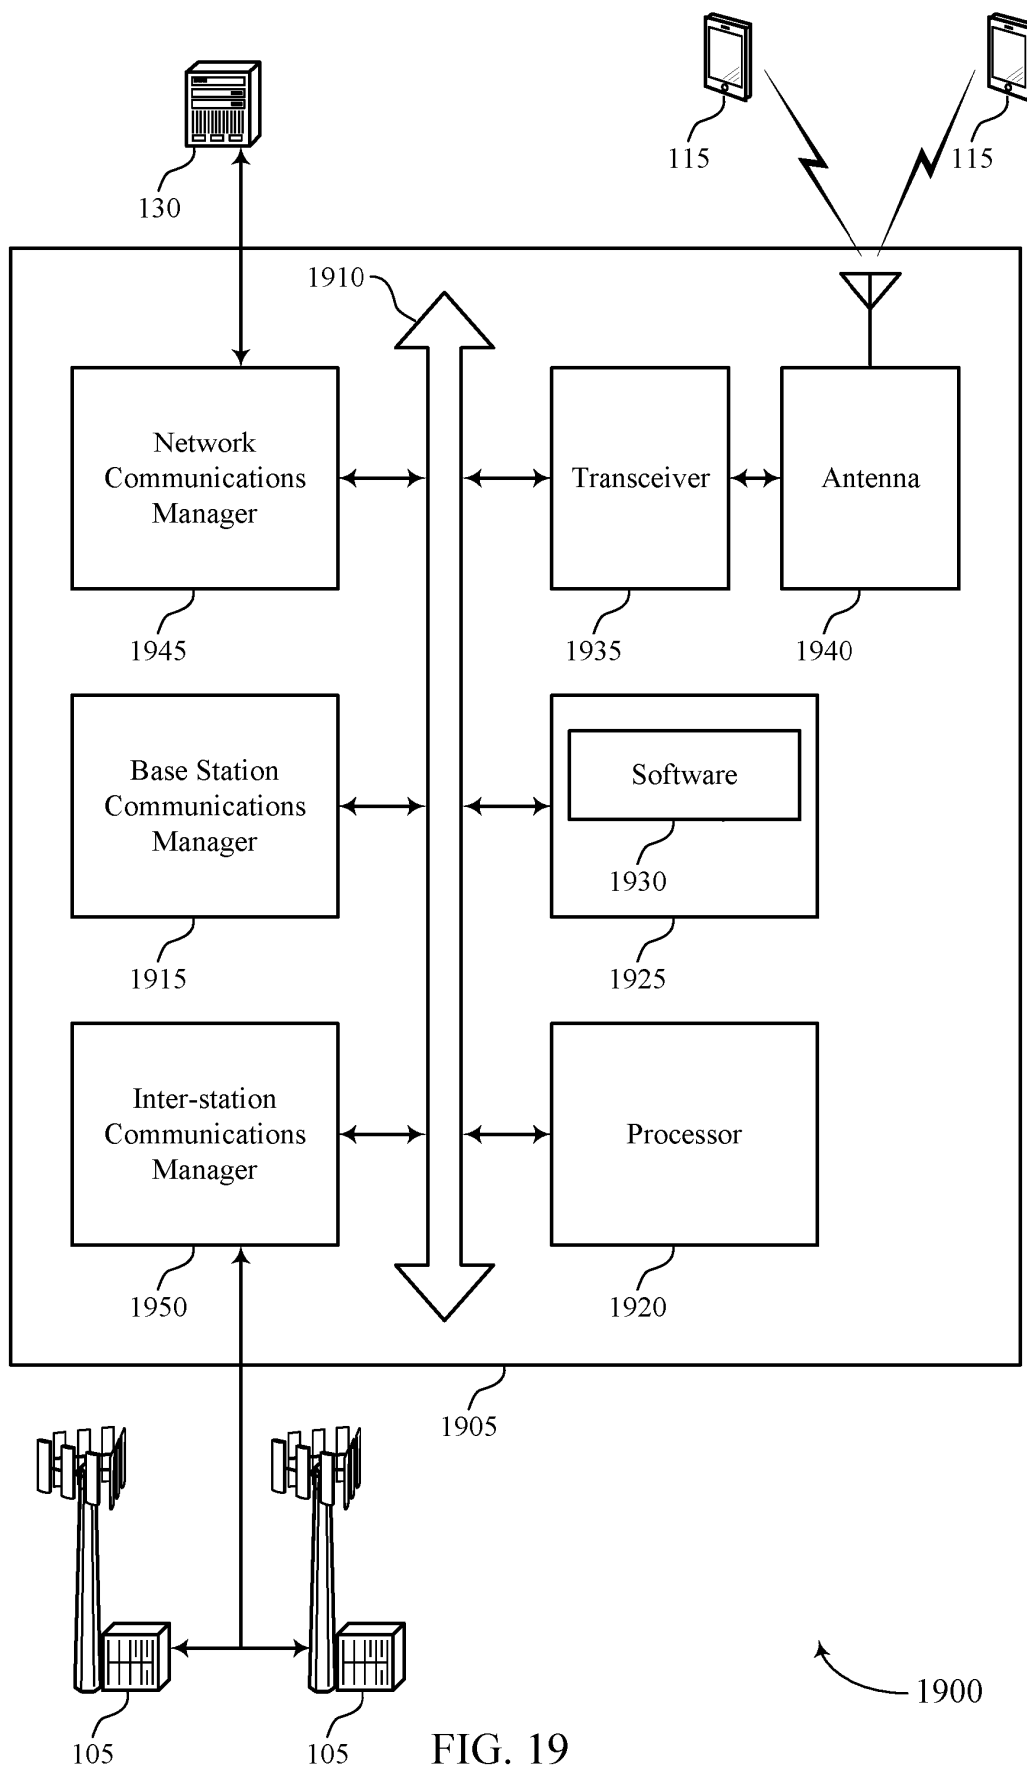 115
115
130
1910
Network
Communications
Manager
Transceiver
Antenna
1945
1935
1940
Base Station
Communications
Manager
Software
1930
1915
1925
Inter-station
Communications
Manager
Processor
1950
1920
1905
1900
105
105
FIG. 19